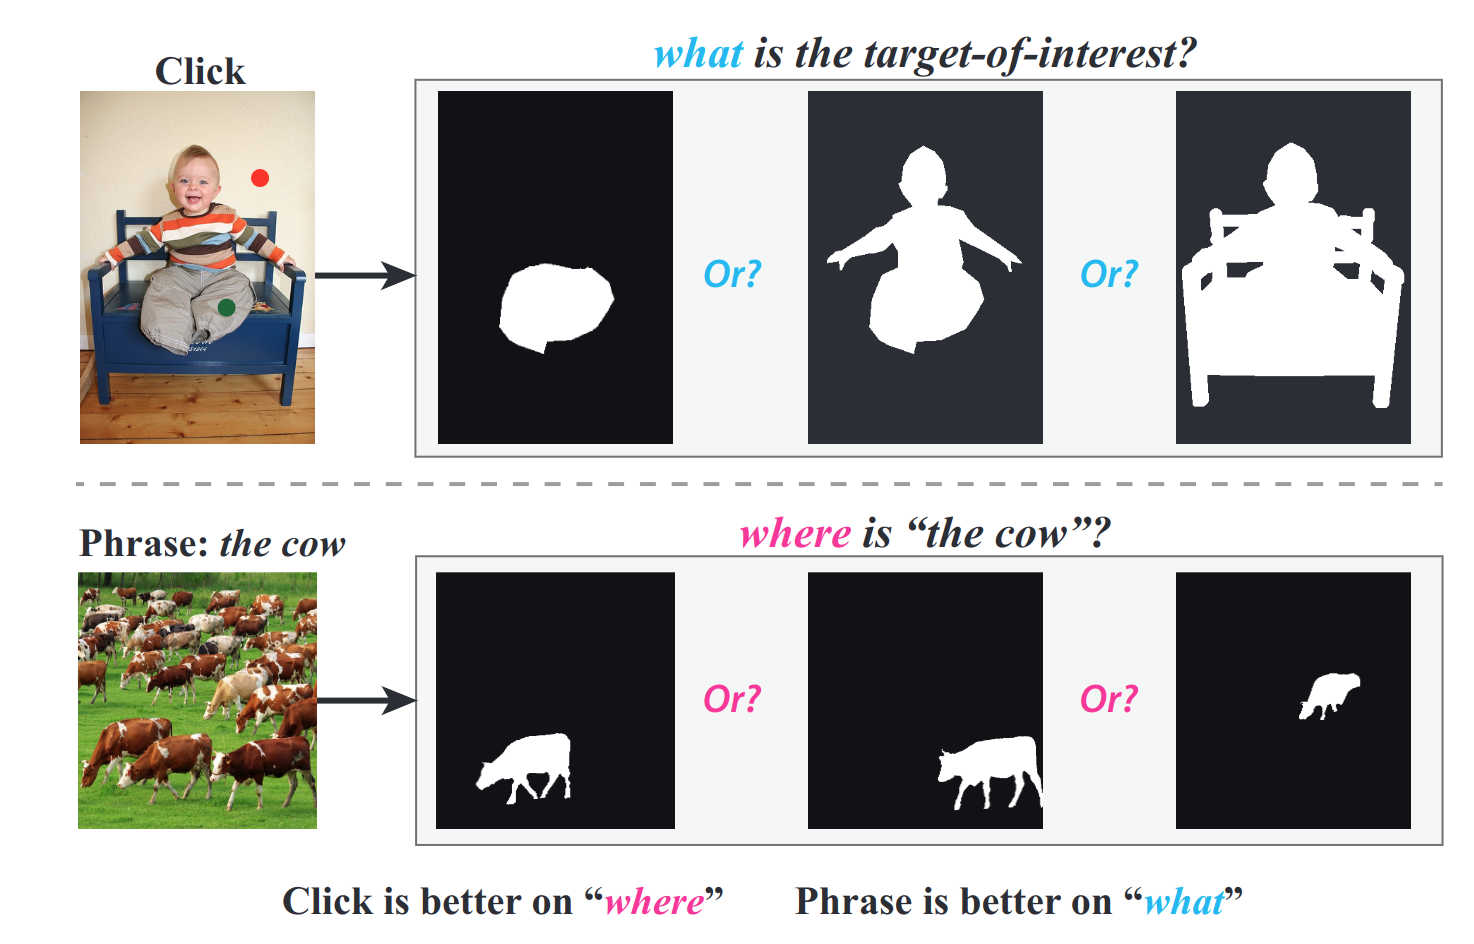 Click
what is the target-of-interest?
Or?
Or?
Phrase: the cow
where is “the cow”?
Or?
Or?
Click is better on “where”
Phrase is better on “what”